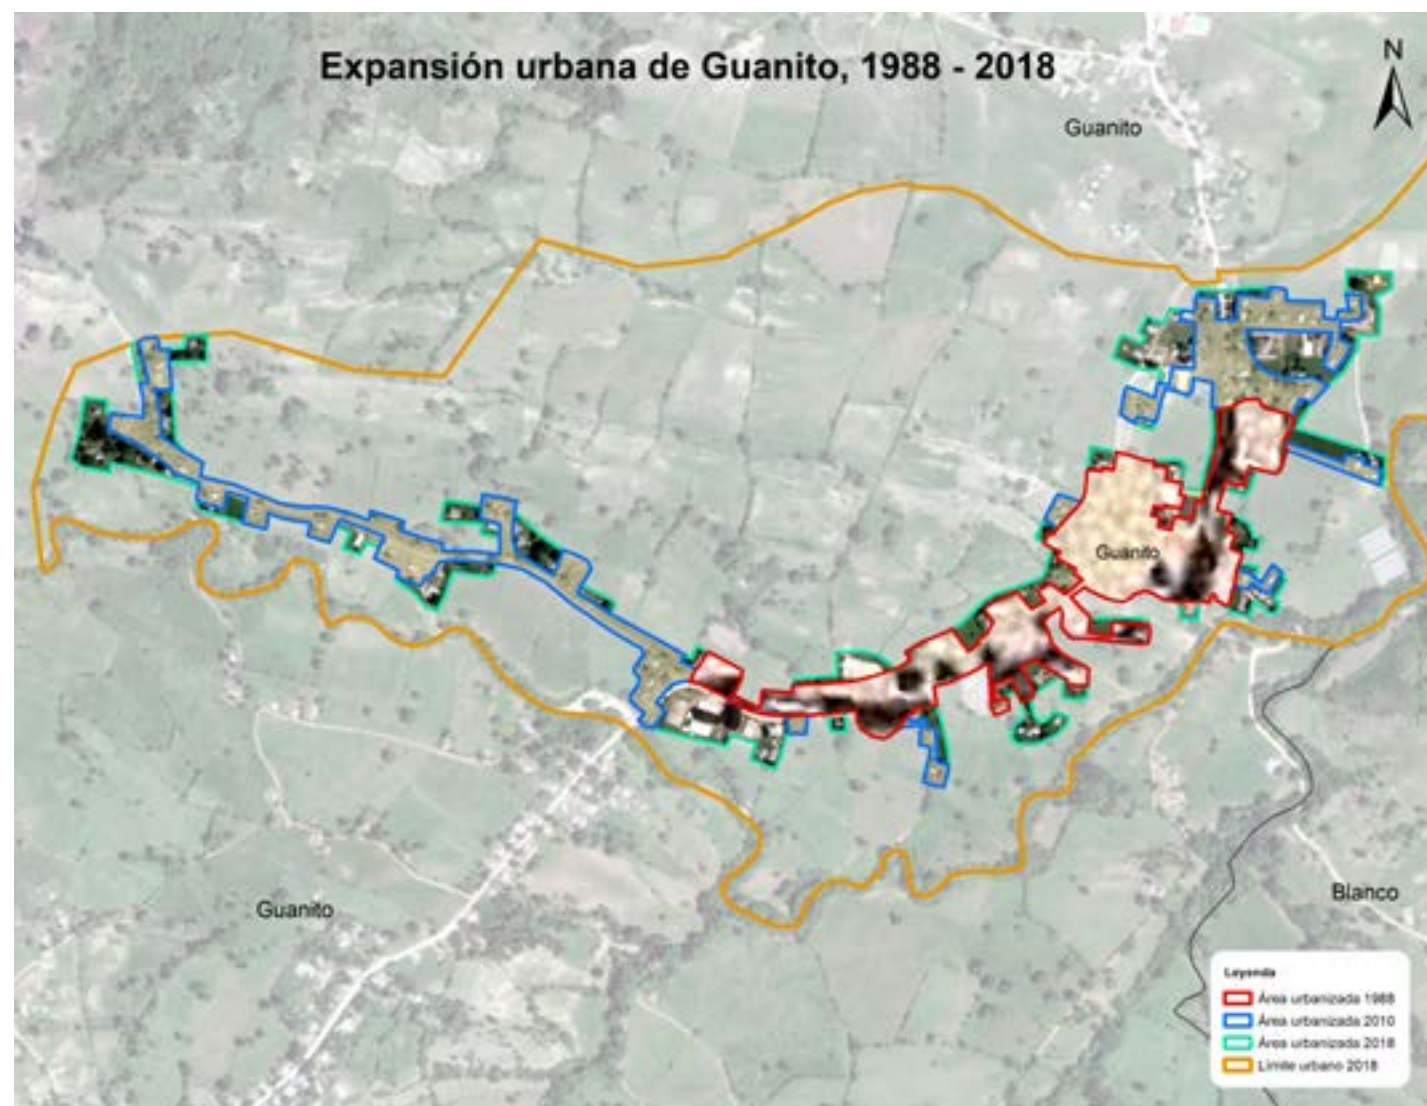 Expansión urbana de Guanito, 1988 - 2018
N
Guanito
Guanito
Guanito
Blanco
Leyenda
Área urbanizada 1988
Área urbanizada 2010
Área urbanizada 2018
Límite urbano 2018